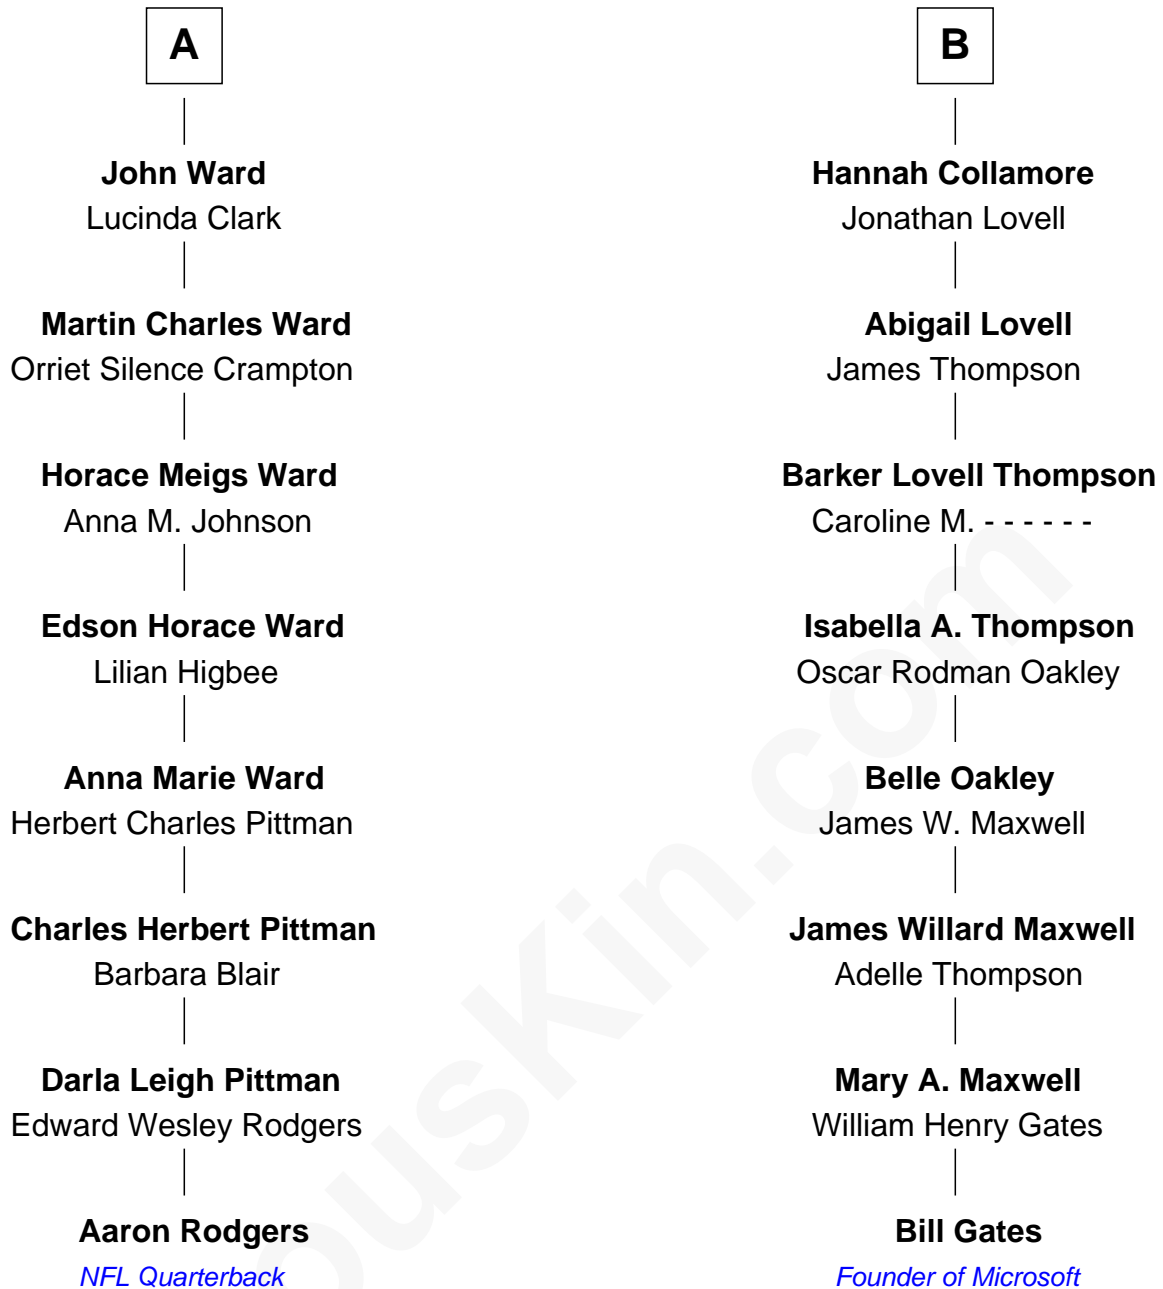 A
B
John Ward
Lucinda Clark
Hannah Collamore
Jonathan Lovell
Martin Charles Ward
Orriet Silence Crampton
Abigail Lovell
James Thompson
Horace Meigs Ward
Anna M. Johnson
Barker Lovell Thompson
Caroline M. - - - - - -
Edson Horace Ward
Lilian Higbee
Isabella A. Thompson
Oscar Rodman Oakley
Anna Marie Ward
Herbert Charles Pittman
Belle Oakley
James W. Maxwell
Charles Herbert Pittman
Barbara Blair
James Willard Maxwell
Adelle Thompson
Darla Leigh Pittman
Edward Wesley Rodgers
Mary A. Maxwell
William Henry Gates
Aaron Rodgers
NFL Quarterback
Bill Gates
Founder of Microsoft
ousKin.com